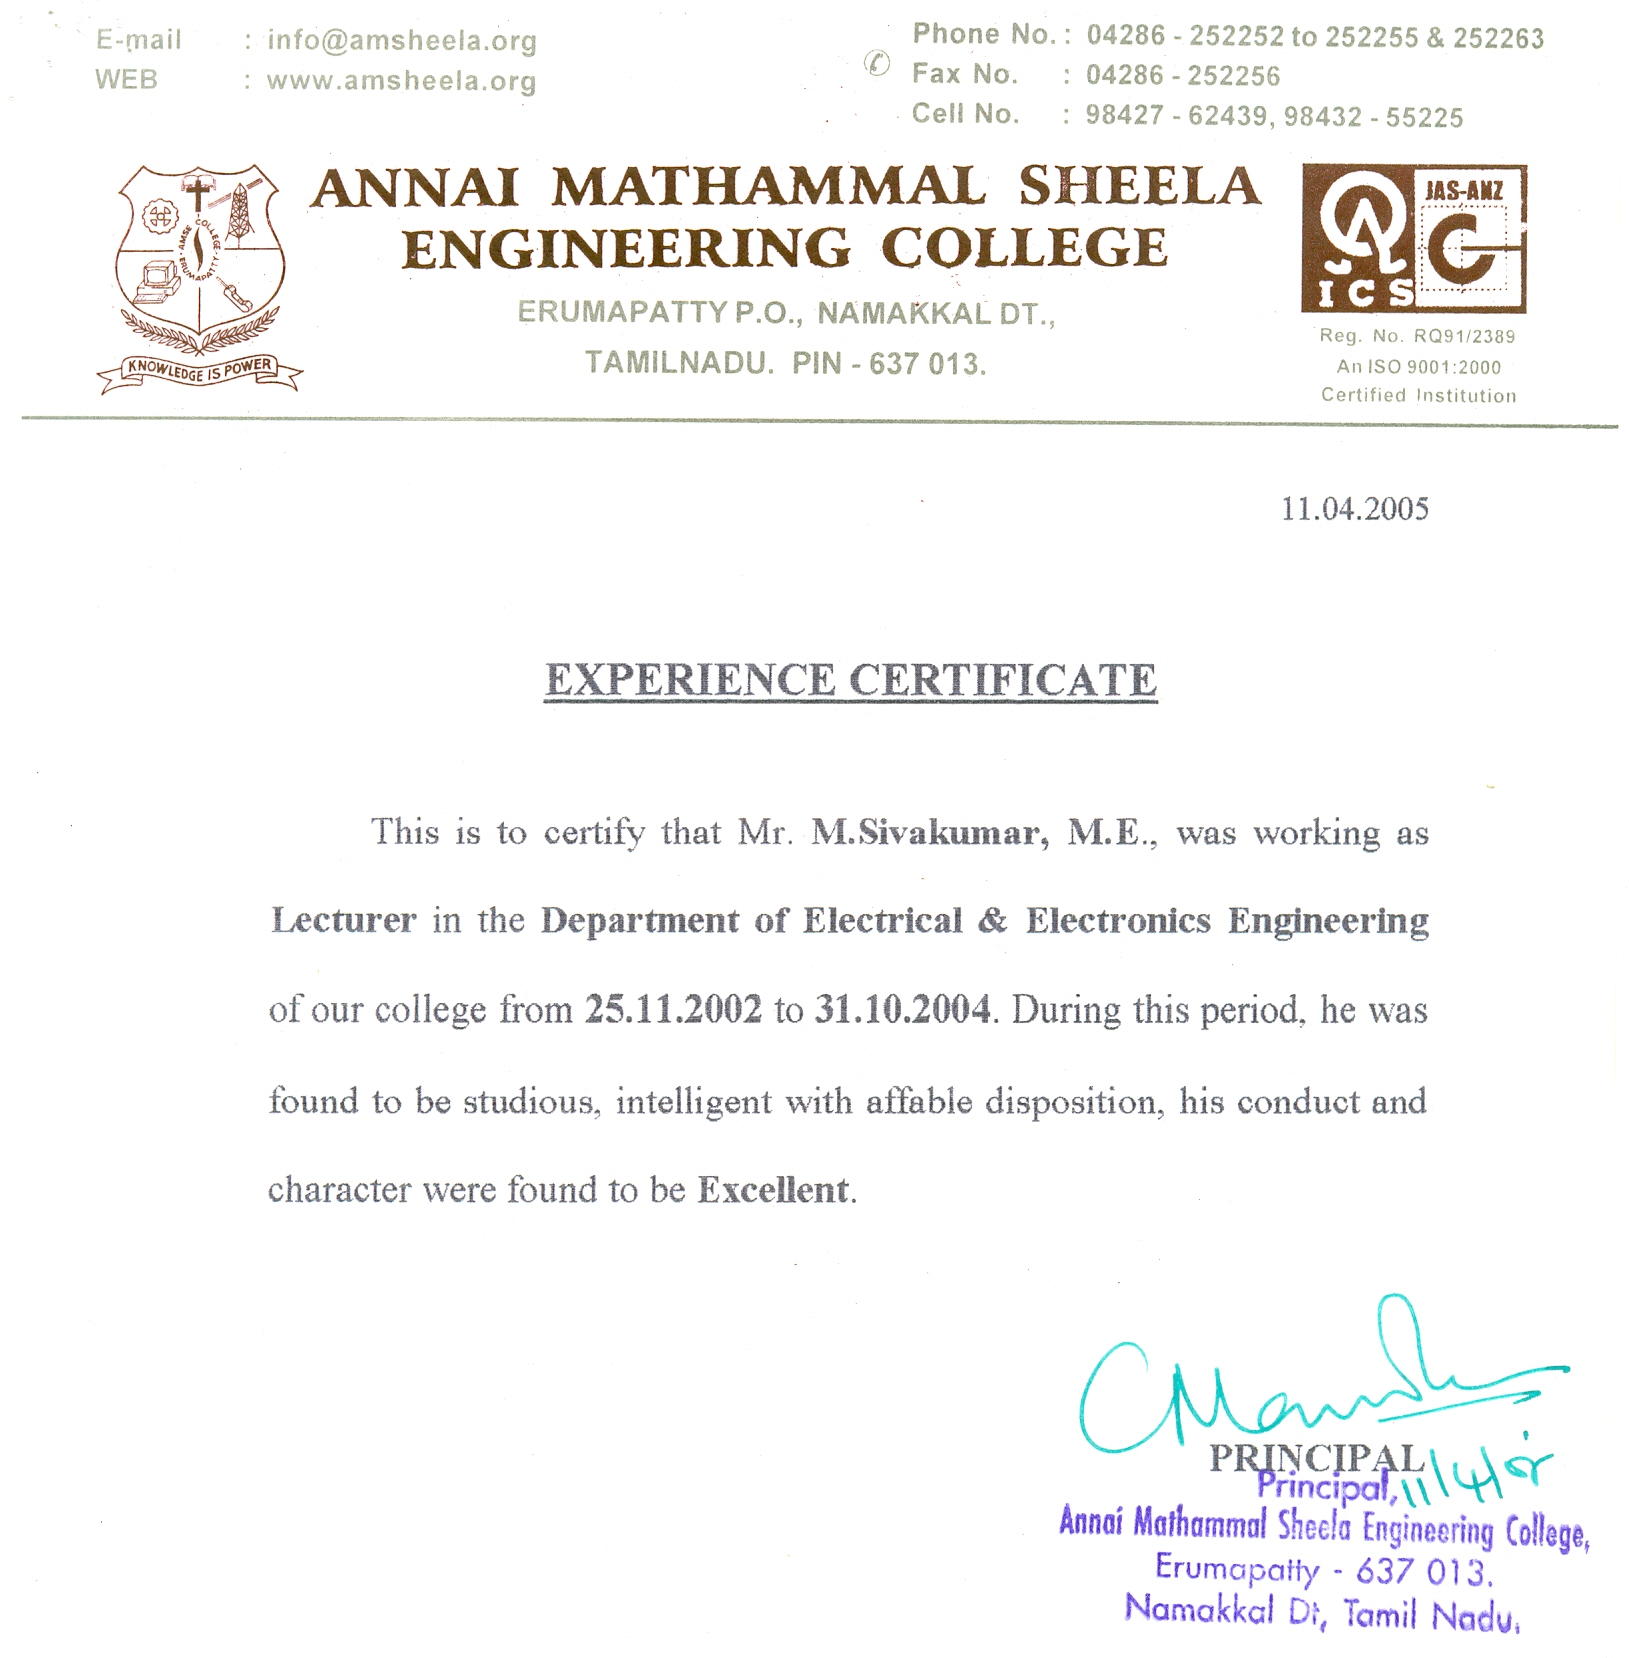 E-mail : info@amsheela.org
WEB : www.amsheela.org
Phone No. : 04286 - 252252 to 252255 & 252263
Fax No. : 04286 - 252256
Cell No. : 98427 - 62439, 98432 - 55225
AMSE COLLEGE
ERUMAPATTY
KNOWLEDGE IS POWER
ANNAI MATHAMMAL SHEELA
ENGINEERING COLLEGE
ERUMAPATTY P.O., NAMAKKAL DT.,
TAMILNADU. PIN - 637 013.
JAS-ANZ
ICS
Reg. No. RQ91/2389
An ISO 9001:2000
Certified Institution
11.04.2005
EXPERIENCE CERTIFICATE
This is to certify that Mr. M.Sivakumar, M.E., was working as
Lecturer in the Department of Electrical & Electronics Engineering
of our college from 25.11.2002 to 31.10.2004. During this period, he was
found to be studious, intelligent with affable disposition, his conduct and
character were found to be Excellent.
PRINCIPAL
11/4/05
Principal,
Annai Mathammal Sheela Engineering College,
Erumapatty - 637 013.
Namakkal Dt, Tamil Nadu.